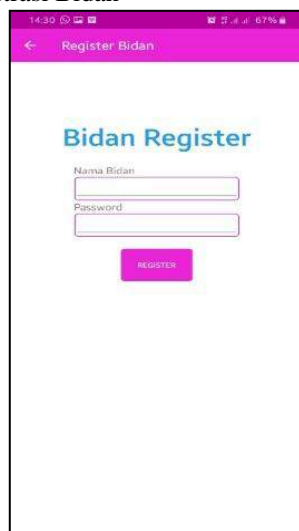 14:30 67%
Register Bidan
Bidan Register
Nama Bidan
Password
REGISTER